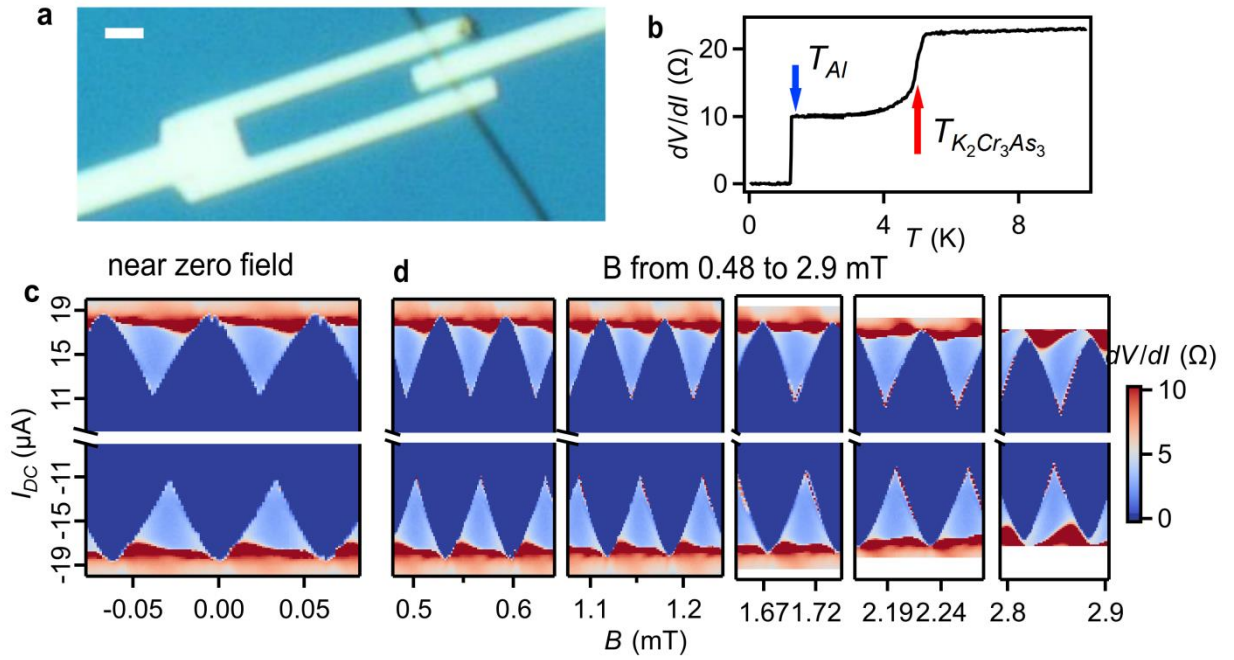 a
b
20
10
0
dV/dI (Ω)
T_Al
T_K₂Cr₃As₃
0 4 8
T (K)
near zero field
d B from 0.48 to 2.9 mT
c
19
15
11
-11
-15
-19
I_DC (μA)
dV/dI (Ω)
10
5
0
-0.05 0.00 0.05
0.5 0.6 1.1 1.2 1.67 1.72 2.19 2.24 2.8 2.9
B (mT)